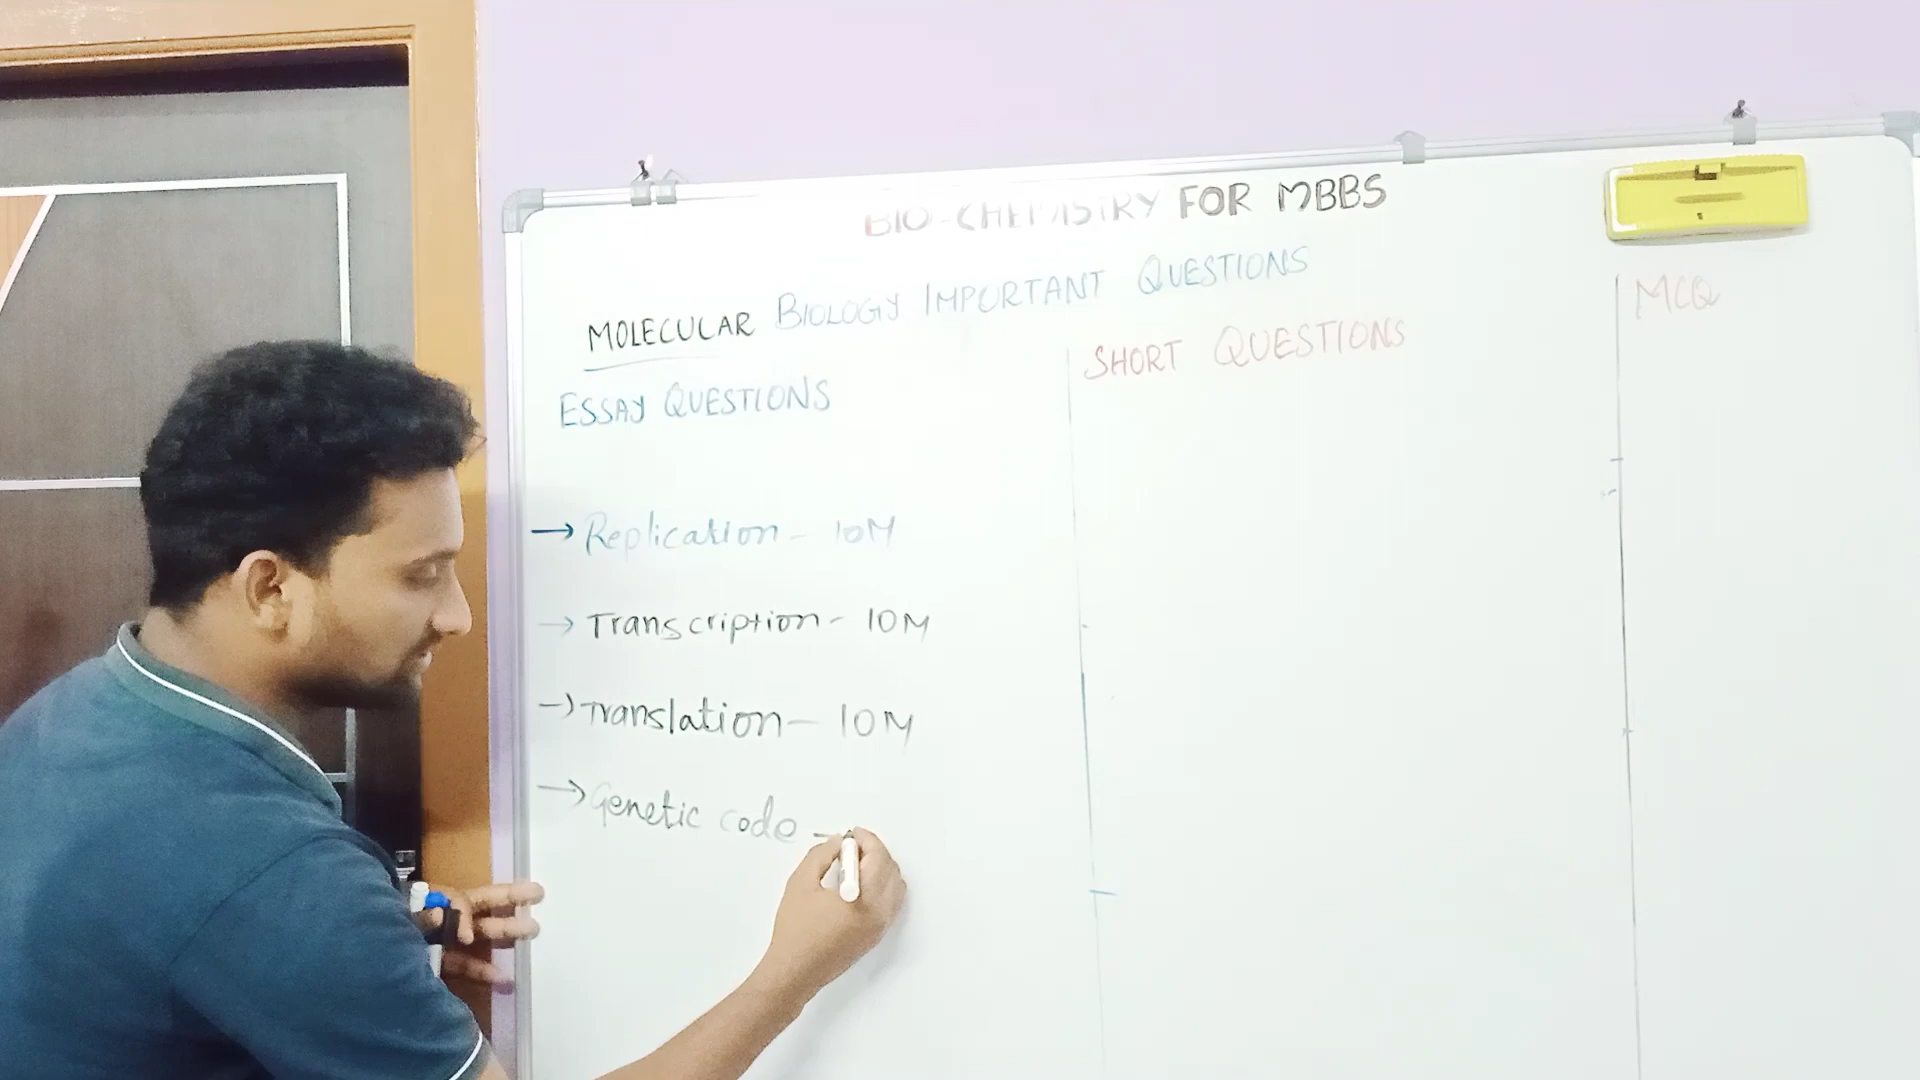 BIO-CHEMISTRY FOR MBBS
MOLECULAR BIOLOGY IMPORTANT QUESTIONS
ESSAY QUESTIONS
SHORT QUESTIONS
MCQ
→ Replication - 10M
→ Transcription - 10M
→ Translation - 10M
→ Genetic code -